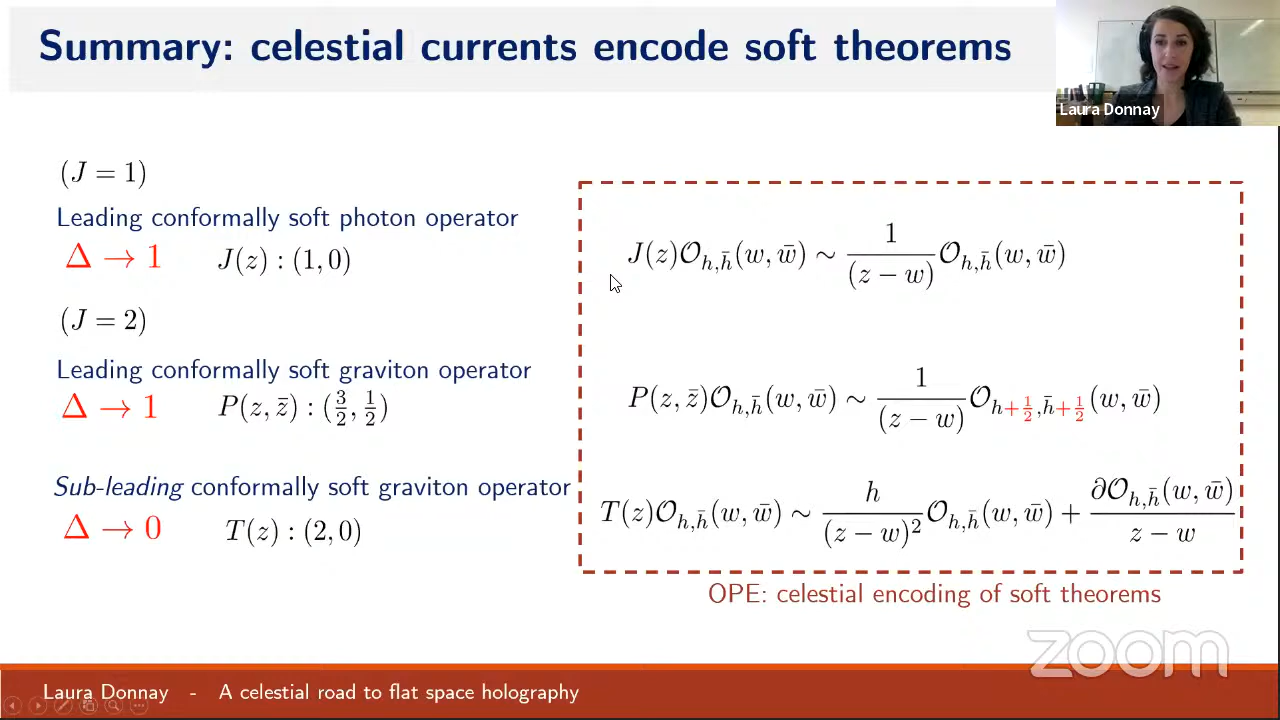 Summary: celestial currents encode soft theorems
Laura Donnay
(J = 1)
Leading conformally soft photon operator
Δ → 1 J(z) : (1, 0)
(J = 2)
Leading conformally soft graviton operator
Δ → 1 P(z, z̄) : (3/2, 1/2)
Sub-leading conformally soft graviton operator
Δ → 0 T(z) : (2, 0)
J(z)𝒪_{h,h̄}(w, w̄) ∼ 1/(z − w) 𝒪_{h,h̄}(w, w̄)
P(z, z̄)𝒪_{h,h̄}(w, w̄) ∼ 1/(z − w) 𝒪_{h+1/2,h̄+1/2}(w, w̄)
T(z)𝒪_{h,h̄}(w, w̄) ∼ h/(z − w)² 𝒪_{h,h̄}(w, w̄) + ∂𝒪_{h,h̄}(w, w̄)/z − w
OPE: celestial encoding of soft theorems
zoom
Laura Donnay - A celestial road to flat space holography